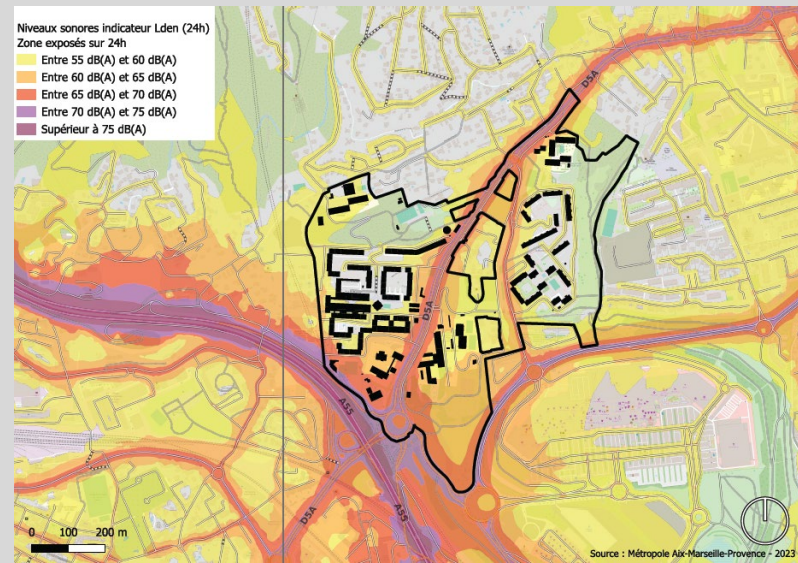 Niveaux sonores indicateur Lden (24h)
Zone exposés sur 24h
Entre 55 dB(A) et 60 dB(A)
Entre 60 dB(A) et 65 dB(A)
Entre 65 dB(A) et 70 dB(A)
Entre 70 dB(A) et 75 dB(A)
Supérieur à 75 dB(A)
D5A
D5A
A55
A55
D5A
0 100 200 m
Source : Métropole Aix-Marseille-Provence - 2023